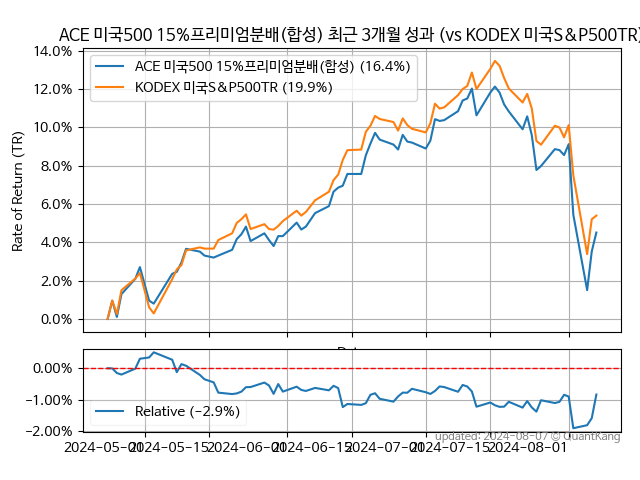 ACE 미국500 15%프리미엄분배(합성) 최근 3개월 성과 (vs KODEX 미국S&P500TR)
14.0%
12.0%
10.0%
8.0%
6.0%
4.0%
2.0%
0.0%
Rate of Return (TR)
ACE 미국500 15%프리미엄분배(합성) (16.4%)
KODEX 미국S&P500TR (19.9%)
0.00%
-1.00%
-2.00%
Relative (-2.9%)
updated: 2024-08-07 © QuantKang
2024-05-01 2024-05-15 2024-06-01 2024-06-15 2024-07-01 2024-07-15 2024-08-01